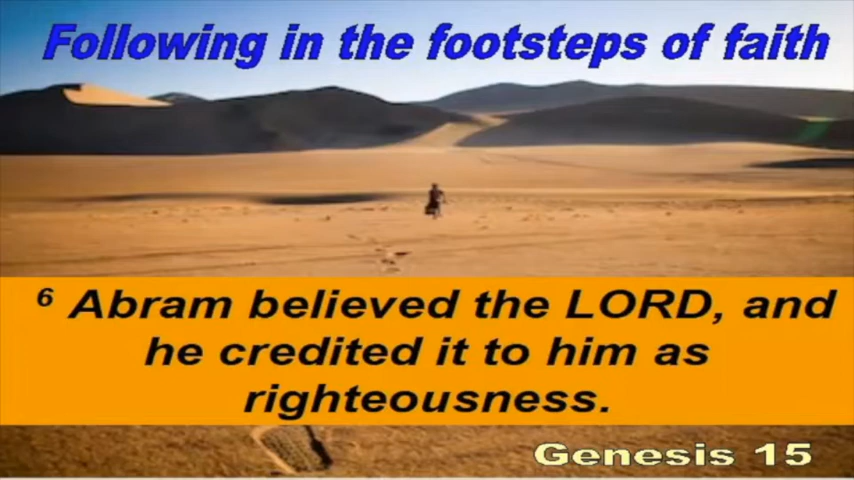 Following in the footsteps of faith
⁶ Abram believed the LORD, and
he credited it to him as
righteousness.
Genesis 15